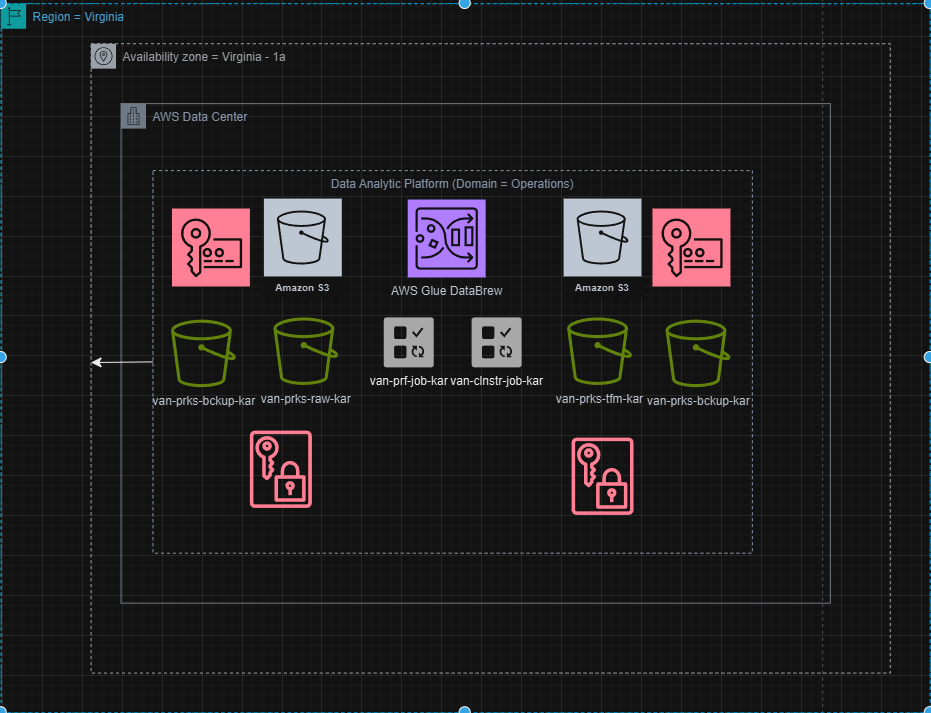 Region = Virginia
Availability zone = Virginia - 1a
AWS Data Center
Data Analytic Platform (Domain = Operations)
Amazon S3
AWS Glue DataBrew
Amazon S3
van-prks-bckup-kar
van-prks-raw-kar
van-prf-job-kar
van-clnstr-job-kar
van-prks-tfm-kar
van-prks-bckup-kar